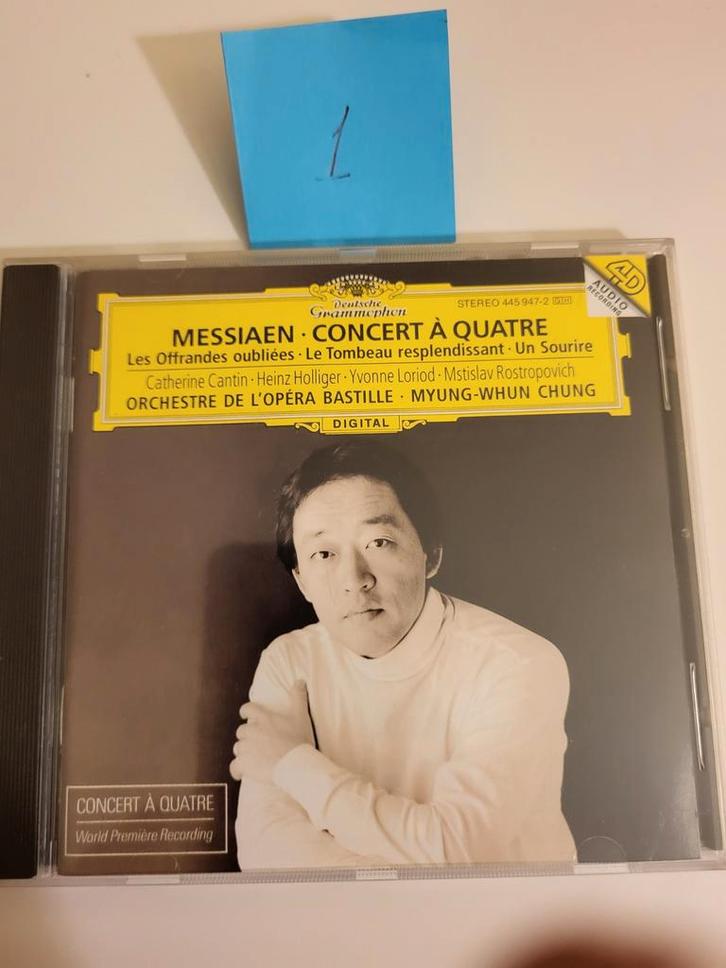 1
Deutsche
Grammophon
STEREO 445 947-2 GH
4D
AUDIO
RECORDING
MESSIAEN · CONCERT À QUATRE
Les Offrandes oubliées · Le Tombeau resplendissant · Un Sourire
Catherine Cantin · Heinz Holliger · Yvonne Loriod · Mstislav Rostropovich
ORCHESTRE DE L'OPÉRA BASTILLE · MYUNG-WHUN CHUNG
DIGITAL
CONCERT À QUATRE
World Première Recording